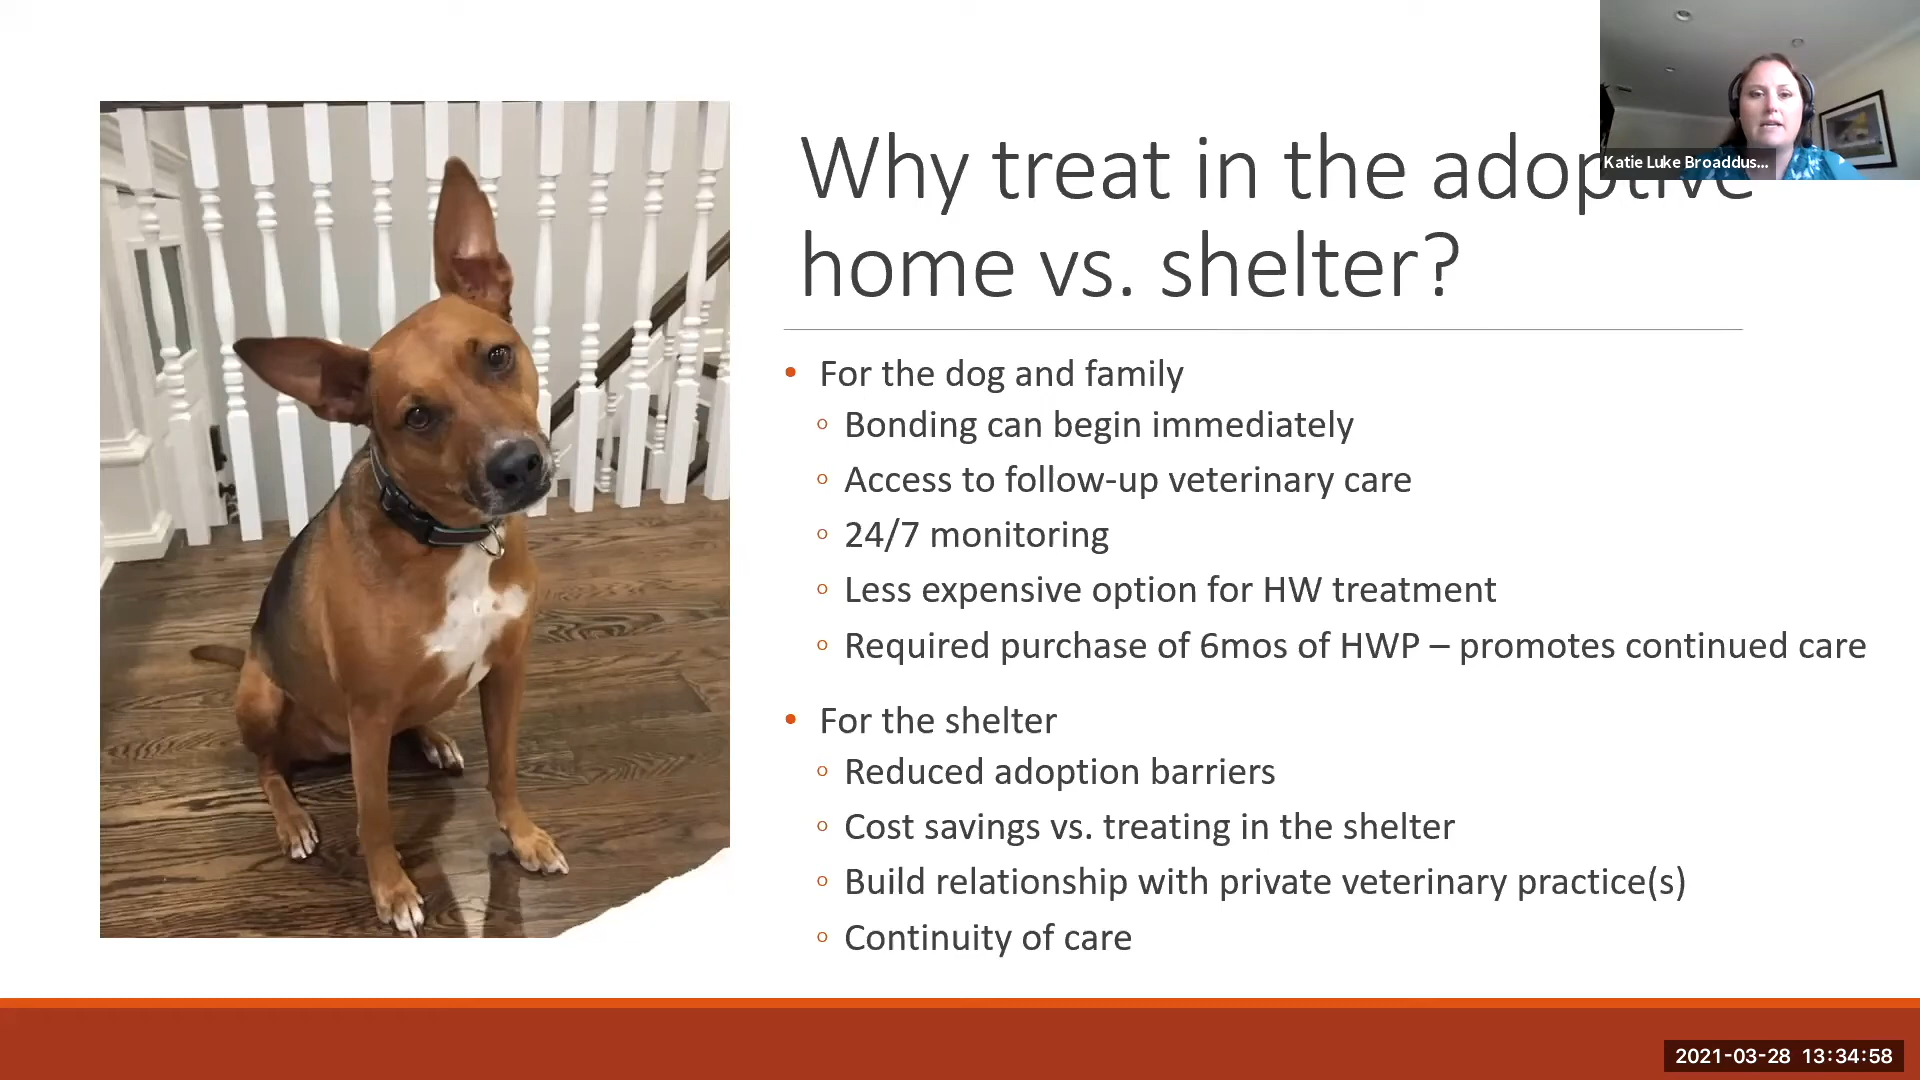 Katie Luke Broaddus...
Why treat in the adoptive
home vs. shelter?
• For the dog and family
○ Bonding can begin immediately
○ Access to follow-up veterinary care
○ 24/7 monitoring
○ Less expensive option for HW treatment
○ Required purchase of 6mos of HWP – promotes continued care
• For the shelter
○ Reduced adoption barriers
○ Cost savings vs. treating in the shelter
○ Build relationship with private veterinary practice(s)
○ Continuity of care
2021-03-28 13:34:58